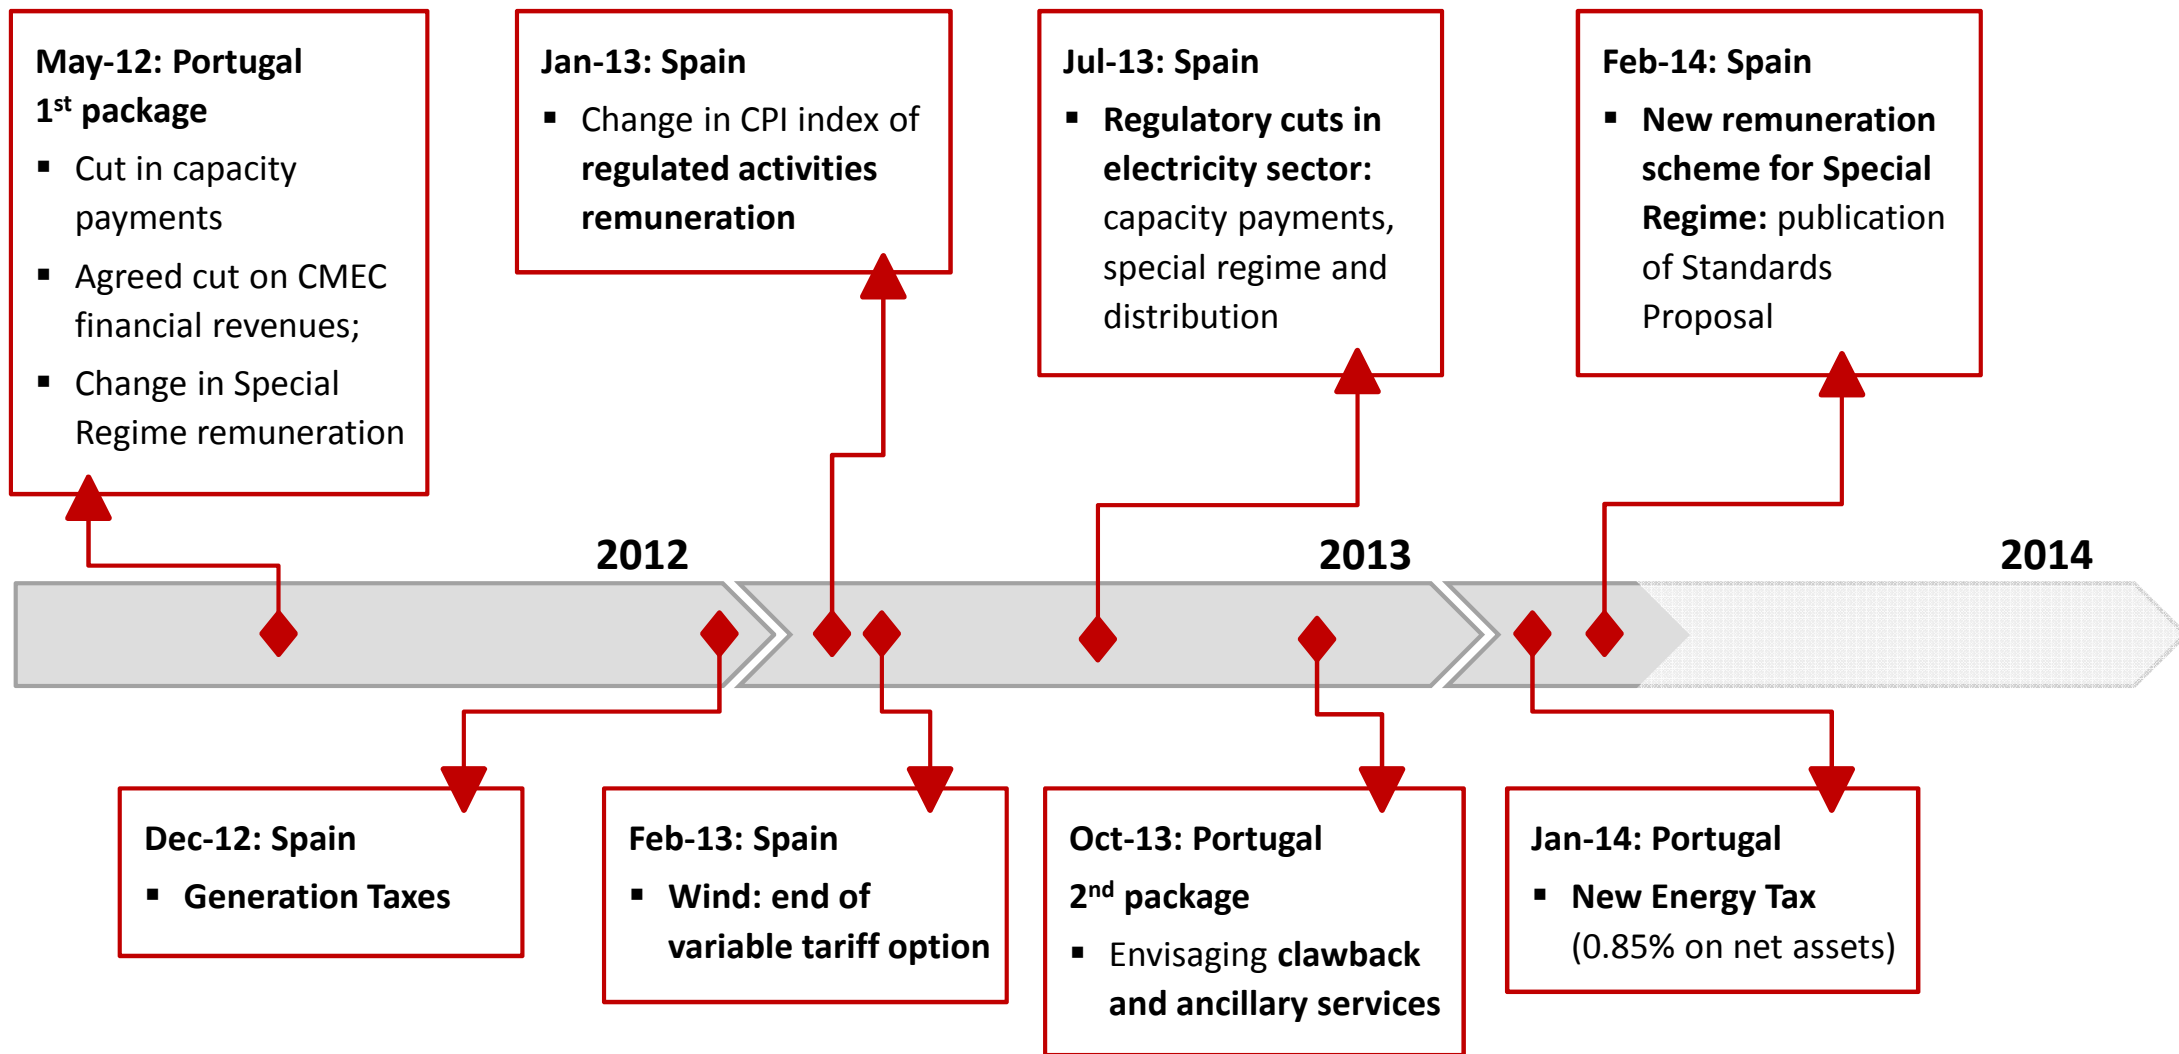 May-12: Portugal
1st package
▪ Cut in capacity
payments
▪ Agreed cut on CMEC
financial revenues;
▪ Change in Special
Regime remuneration
Jan-13: Spain
▪ Change in CPI index of
regulated activities
remuneration
Jul-13: Spain
▪ Regulatory cuts in
electricity sector:
capacity payments,
special regime and
distribution
Feb-14: Spain
▪ New remuneration
scheme for Special
Regime: publication
of Standards
Proposal
2012
2013
2014
Dec-12: Spain
▪ Generation Taxes
Feb-13: Spain
▪ Wind: end of
variable tariff option
Oct-13: Portugal
2nd package
▪ Envisaging clawback
and ancillary services
Jan-14: Portugal
▪ New Energy Tax
(0.85% on net assets)